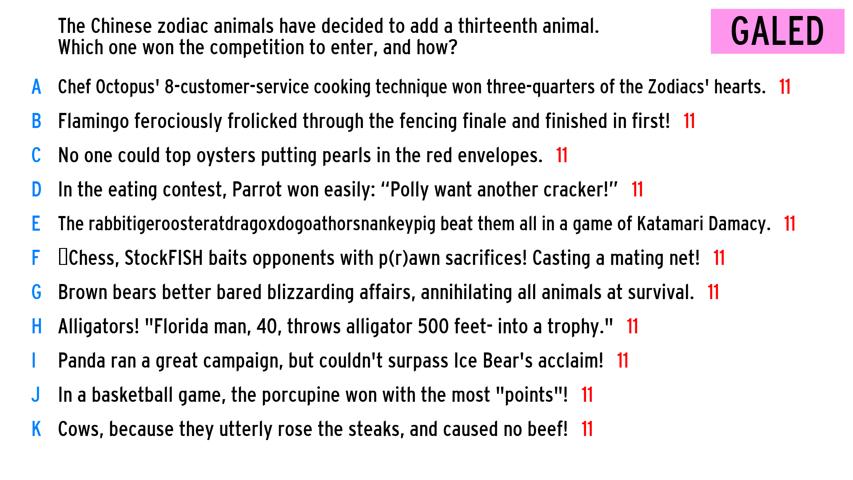 The Chinese zodiac animals have decided to add a thirteenth animal.
Which one won the competition to enter, and how?
GALED
A Chef Octopus' 8-customer-service cooking technique won three-quarters of the Zodiacs' hearts. 11
B Flamingo ferociously frolicked through the fencing finale and finished in first! 11
C No one could top oysters putting pearls in the red envelopes. 11
D In the eating contest, Parrot won easily: “Polly want another cracker!” 11
E The rabbitigeroosteratdragoxdogoathorsnankeypig beat them all in a game of Katamari Damacy. 11
F Chess, StockFISH baits opponents with p(r)awn sacrifices! Casting a mating net! 11
G Brown bears better bared blizzarding affairs, annihilating all animals at survival. 11
H Alligators! "Florida man, 40, throws alligator 500 feet- into a trophy." 11
I Panda ran a great campaign, but couldn't surpass Ice Bear's acclaim! 11
J In a basketball game, the porcupine won with the most "points"! 11
K Cows, because they utterly rose the steaks, and caused no beef! 11